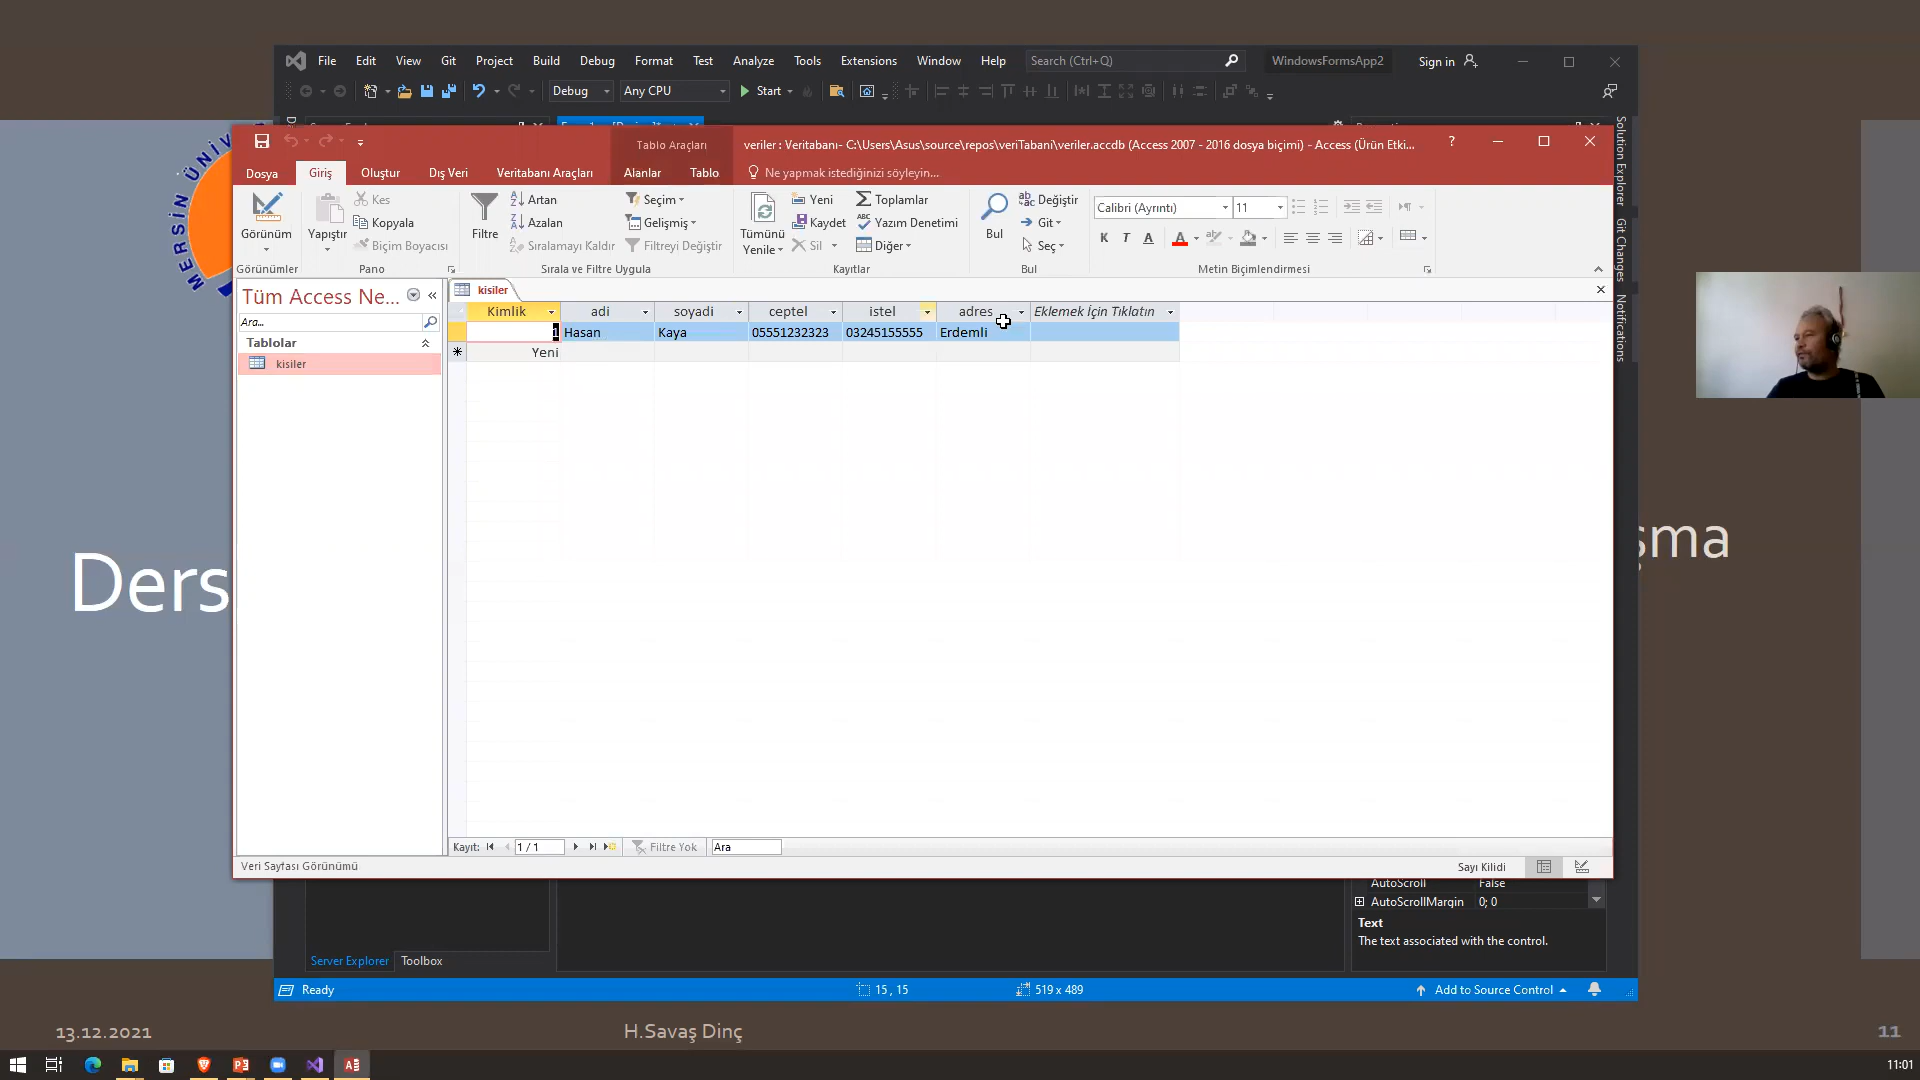 File Edit View Git Project Build Debug Format Test Analyze Tools Extensions Window Help Search (Ctrl+Q) WindowsFormsApp2 Sign in
Debug Any CPU Start
Tablo Araçları veriler : Veritabanı- C:\Users\Asus\source\repos\veriTabani\veriler.accdb (Access 2007 - 2016 dosya biçimi) - Access (Ürün Etki... ?
Dosya Giriş Oluştur Dış Veri Veritabanı Araçları Alanlar Tablo Ne yapmak istediğinizi söyleyin...
Görünüm
Görünümler
Yapıştır
Kes
Kopyala
Biçim Boyacısı
Pano
Filtre
Artan
Azalan
Sıralamayı Kaldır
Seçim
Gelişmiş
Filtreyi Değiştir
Sırala ve Filtre Uygula
Tümünü
Yenile
Yeni
Kaydet
Sil
Toplamlar
Yazım Denetimi
Diğer
Kayıtlar
Bul
Değiştir
Git
Seç
Bul
Calibri (Ayrıntı) 11
K T A A
Metin Biçimlendirmesi
Tüm Access Ne...
Ara...
Tablolar
kisiler
kisiler
Kimlik adi soyadi ceptel istel adres Eklemek İçin Tıklatın
1 Hasan Kaya 05551232323 03245155555 Erdemli
Yeni
Kayıt: 1 / 1 Filtre Yok Ara
Veri Sayfası Görünümü Sayı Kilidi
Solution Explorer
Git Changes
Notifications
MERSİN ÜNİV
Ders
şma
AutoScroll False
AutoScrollMargin 0; 0
Text
The text associated with the control.
Server Explorer Toolbox
Ready 15 , 15 519 x 489 Add to Source Control
13.12.2021 H.Savaş Dinç 11
11:01